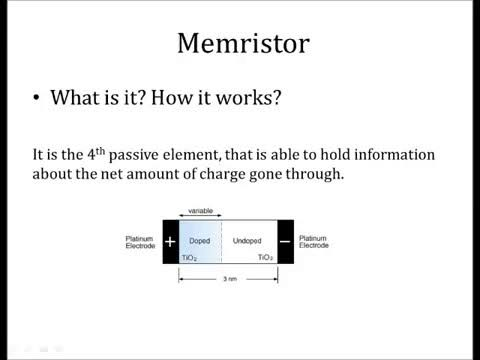 Memristor
• What is it? How it works?
It is the 4th passive element, that is able to hold information
about the net amount of charge gone through.
variable
Platinum
Electrode
+
Doped
Undoped
−
Platinum
Electrode
TiO2
TiO3
3 nm